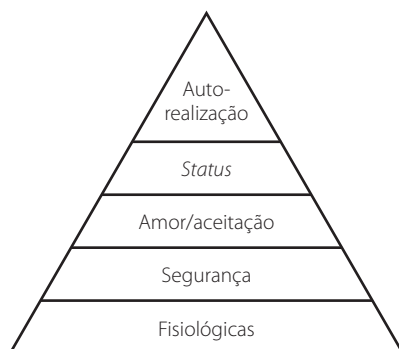 Auto-
realização
Status
Amor/aceitação
Segurança
Fisiológicas